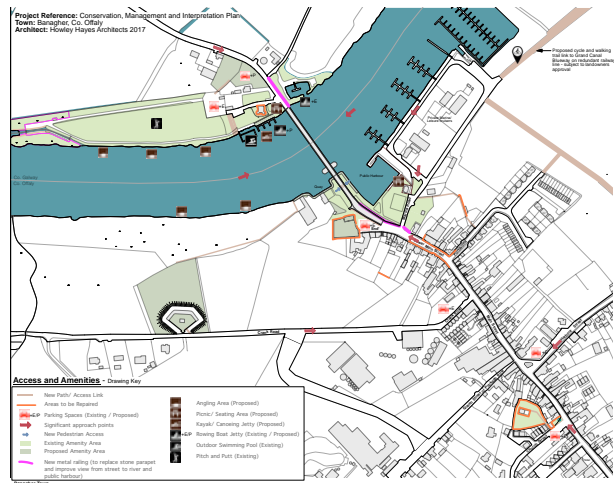 Project Reference: Conservation, Management and Interpretation Plan
Town: Banagher, Co. Offaly
Architect: Howley Hayes Architects 2017
Proposed cycle and walking
trail link to Grand Canal
Blueway on redundant railway
line - subject to landowners
approval
Co. Galway
Co. Offaly
Public Harbour
Quay
Crank Road
Access and Amenities - Drawing Key
New Path/ Access Link
Areas to be Repaired
+E/P Parking Spaces (Existing / Proposed)
Significant approach points
New Pedestrian Access
Existing Amenity Area
Proposed Amenity Area
New metal railing (to replace stone parapet
and improve view from street to river and
public harbour)
Angling Area (Proposed)
Picnic/ Seating Area (Proposed)
Kayak/ Canoeing Jetty (Proposed)
+E/P Rowing Boat Jetty (Existing / Proposed)
Outdoor Swimming Pool (Existing)
Pitch and Putt (Existing)